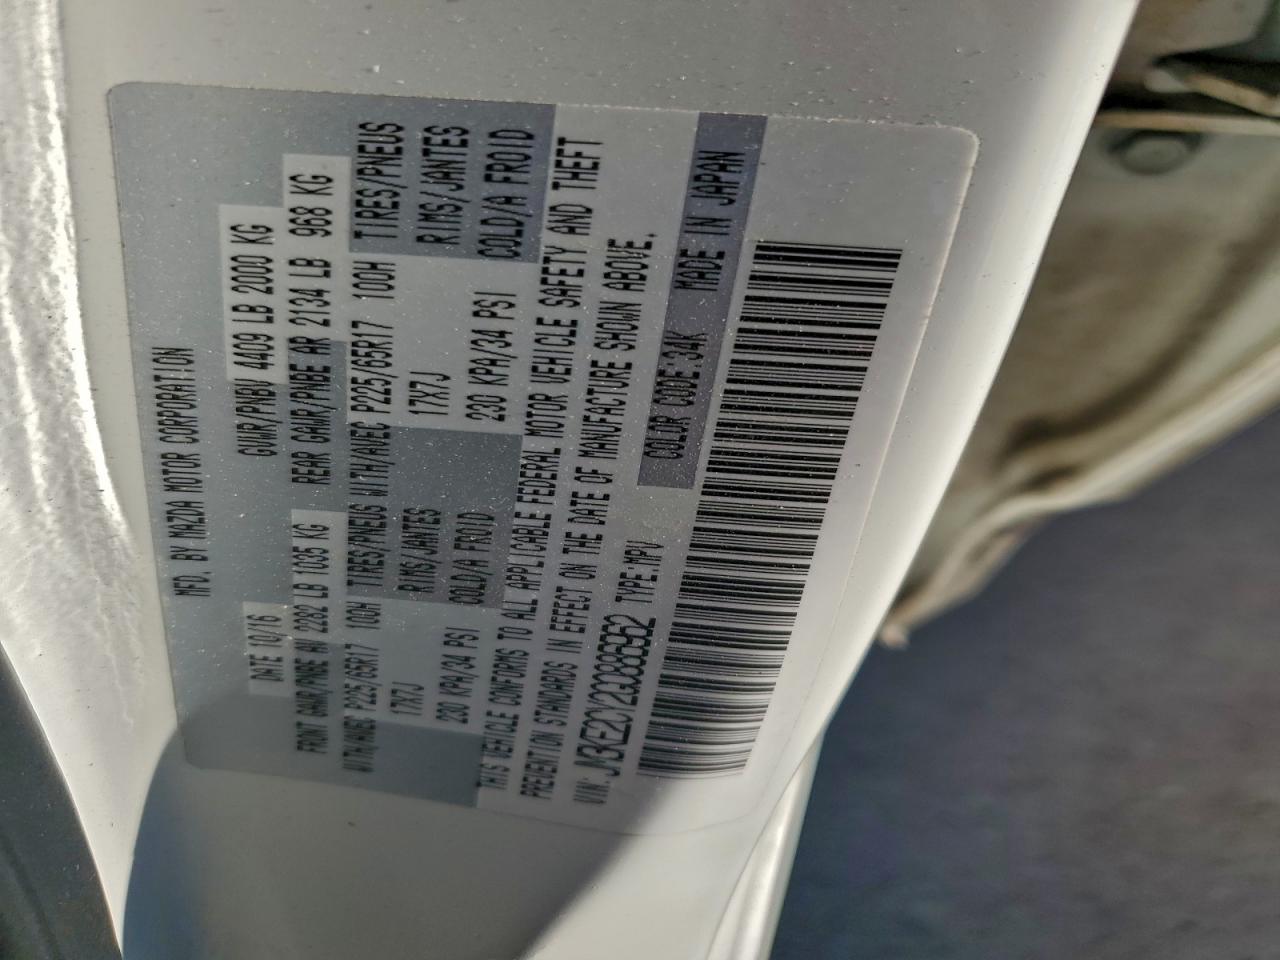 MFD. BY MAZDA MOTOR CORPORATION
DATE 10/16 GVWR/PNBV 4409 LB 2000 KG
FRONT GAWR/PNBE AV 2282 LB 1035 KG REAR GAWR/PNBE AR 2134 LB 968 KG
WITH/AVEC P225/65R17 100H TIRES/PNEUS WITH/AVEC P225/65R17 100H TIRES/PNEUS
17X7J RIMS/JANTES 17X7J RIMS/JANTES
230 KPA/34 PSI COLD/A FROID 230 KPA/34 PSI COLD/A FROID
THIS VEHICLE CONFORMS TO ALL APPLICABLE FEDERAL MOTOR VEHICLE SAFETY AND THEFT
PREVENTION STANDARDS IN EFFECT ON THE DATE OF MANUFACTURE SHOWN ABOVE.
VIN: TYPE:MPV COLOR CODE:34K MADE IN JAPAN